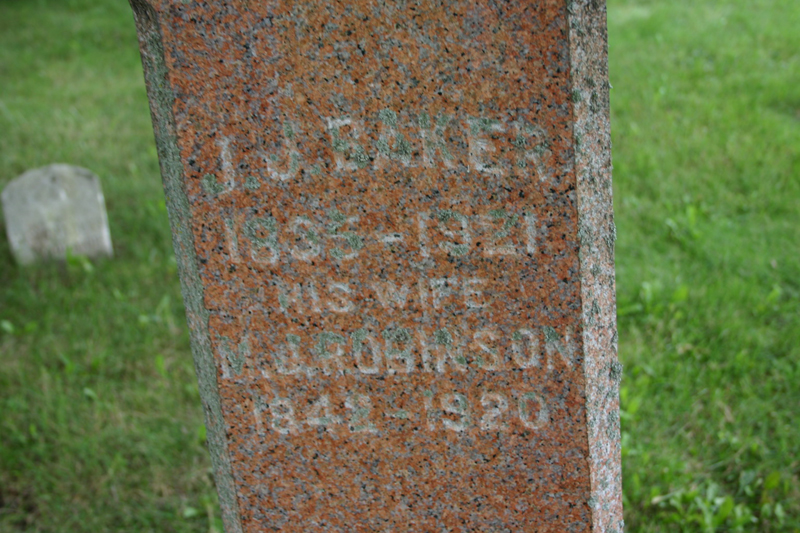 J. J. BAKER
1835-1921
HIS WIFE
M. J. ROBINSON
1842-1920